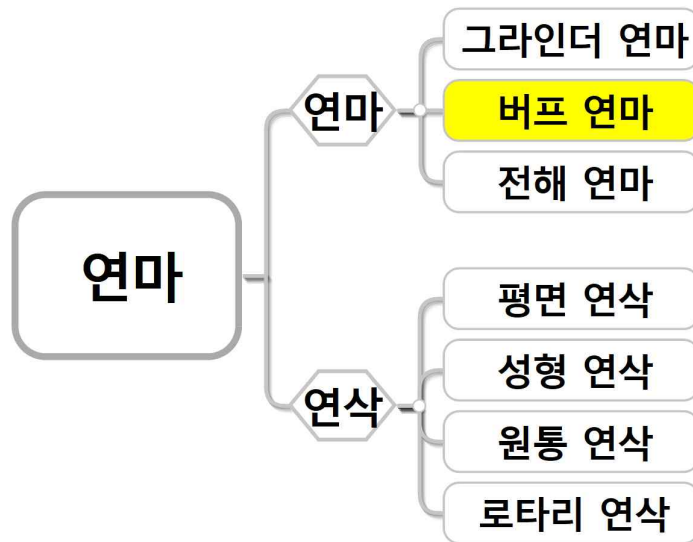 연마
연마
그라인더 연마
버프 연마
전해 연마
연삭
평면 연삭
성형 연삭
원통 연삭
로타리 연삭